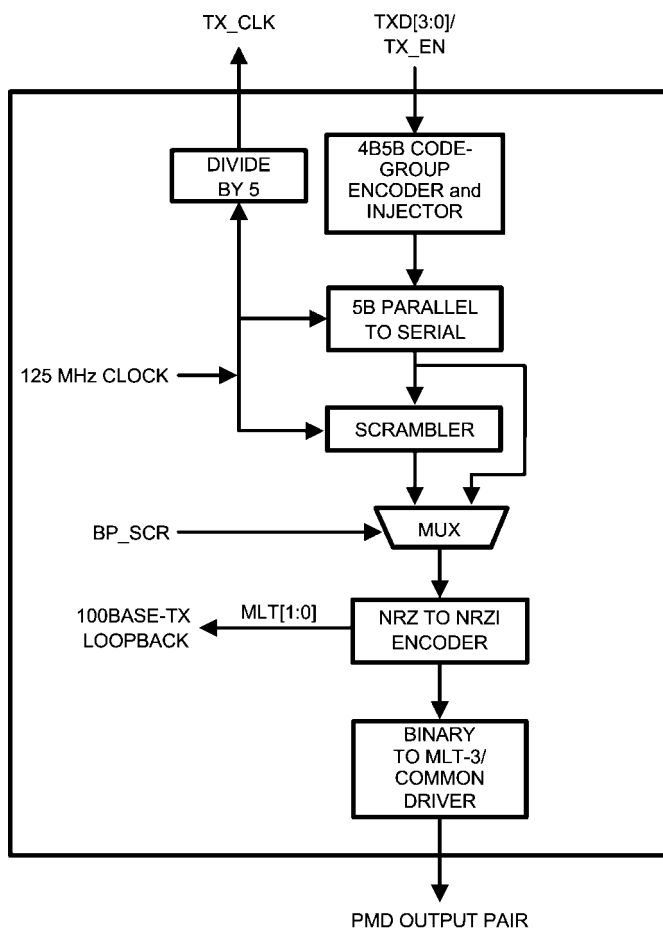 TX_CLK
TXD[3:0]/
TX_EN
DIVIDE
BY 5
4B5B CODE-
GROUP
ENCODER and
INJECTOR
5B PARALLEL
TO SERIAL
125 MHz CLOCK
SCRAMBLER
BP_SCR
MUX
100BASE-TX
LOOPBACK
MLT[1:0]
NRZ TO NRZI
ENCODER
BINARY
TO MLT-3/
COMMON
DRIVER
PMD OUTPUT PAIR